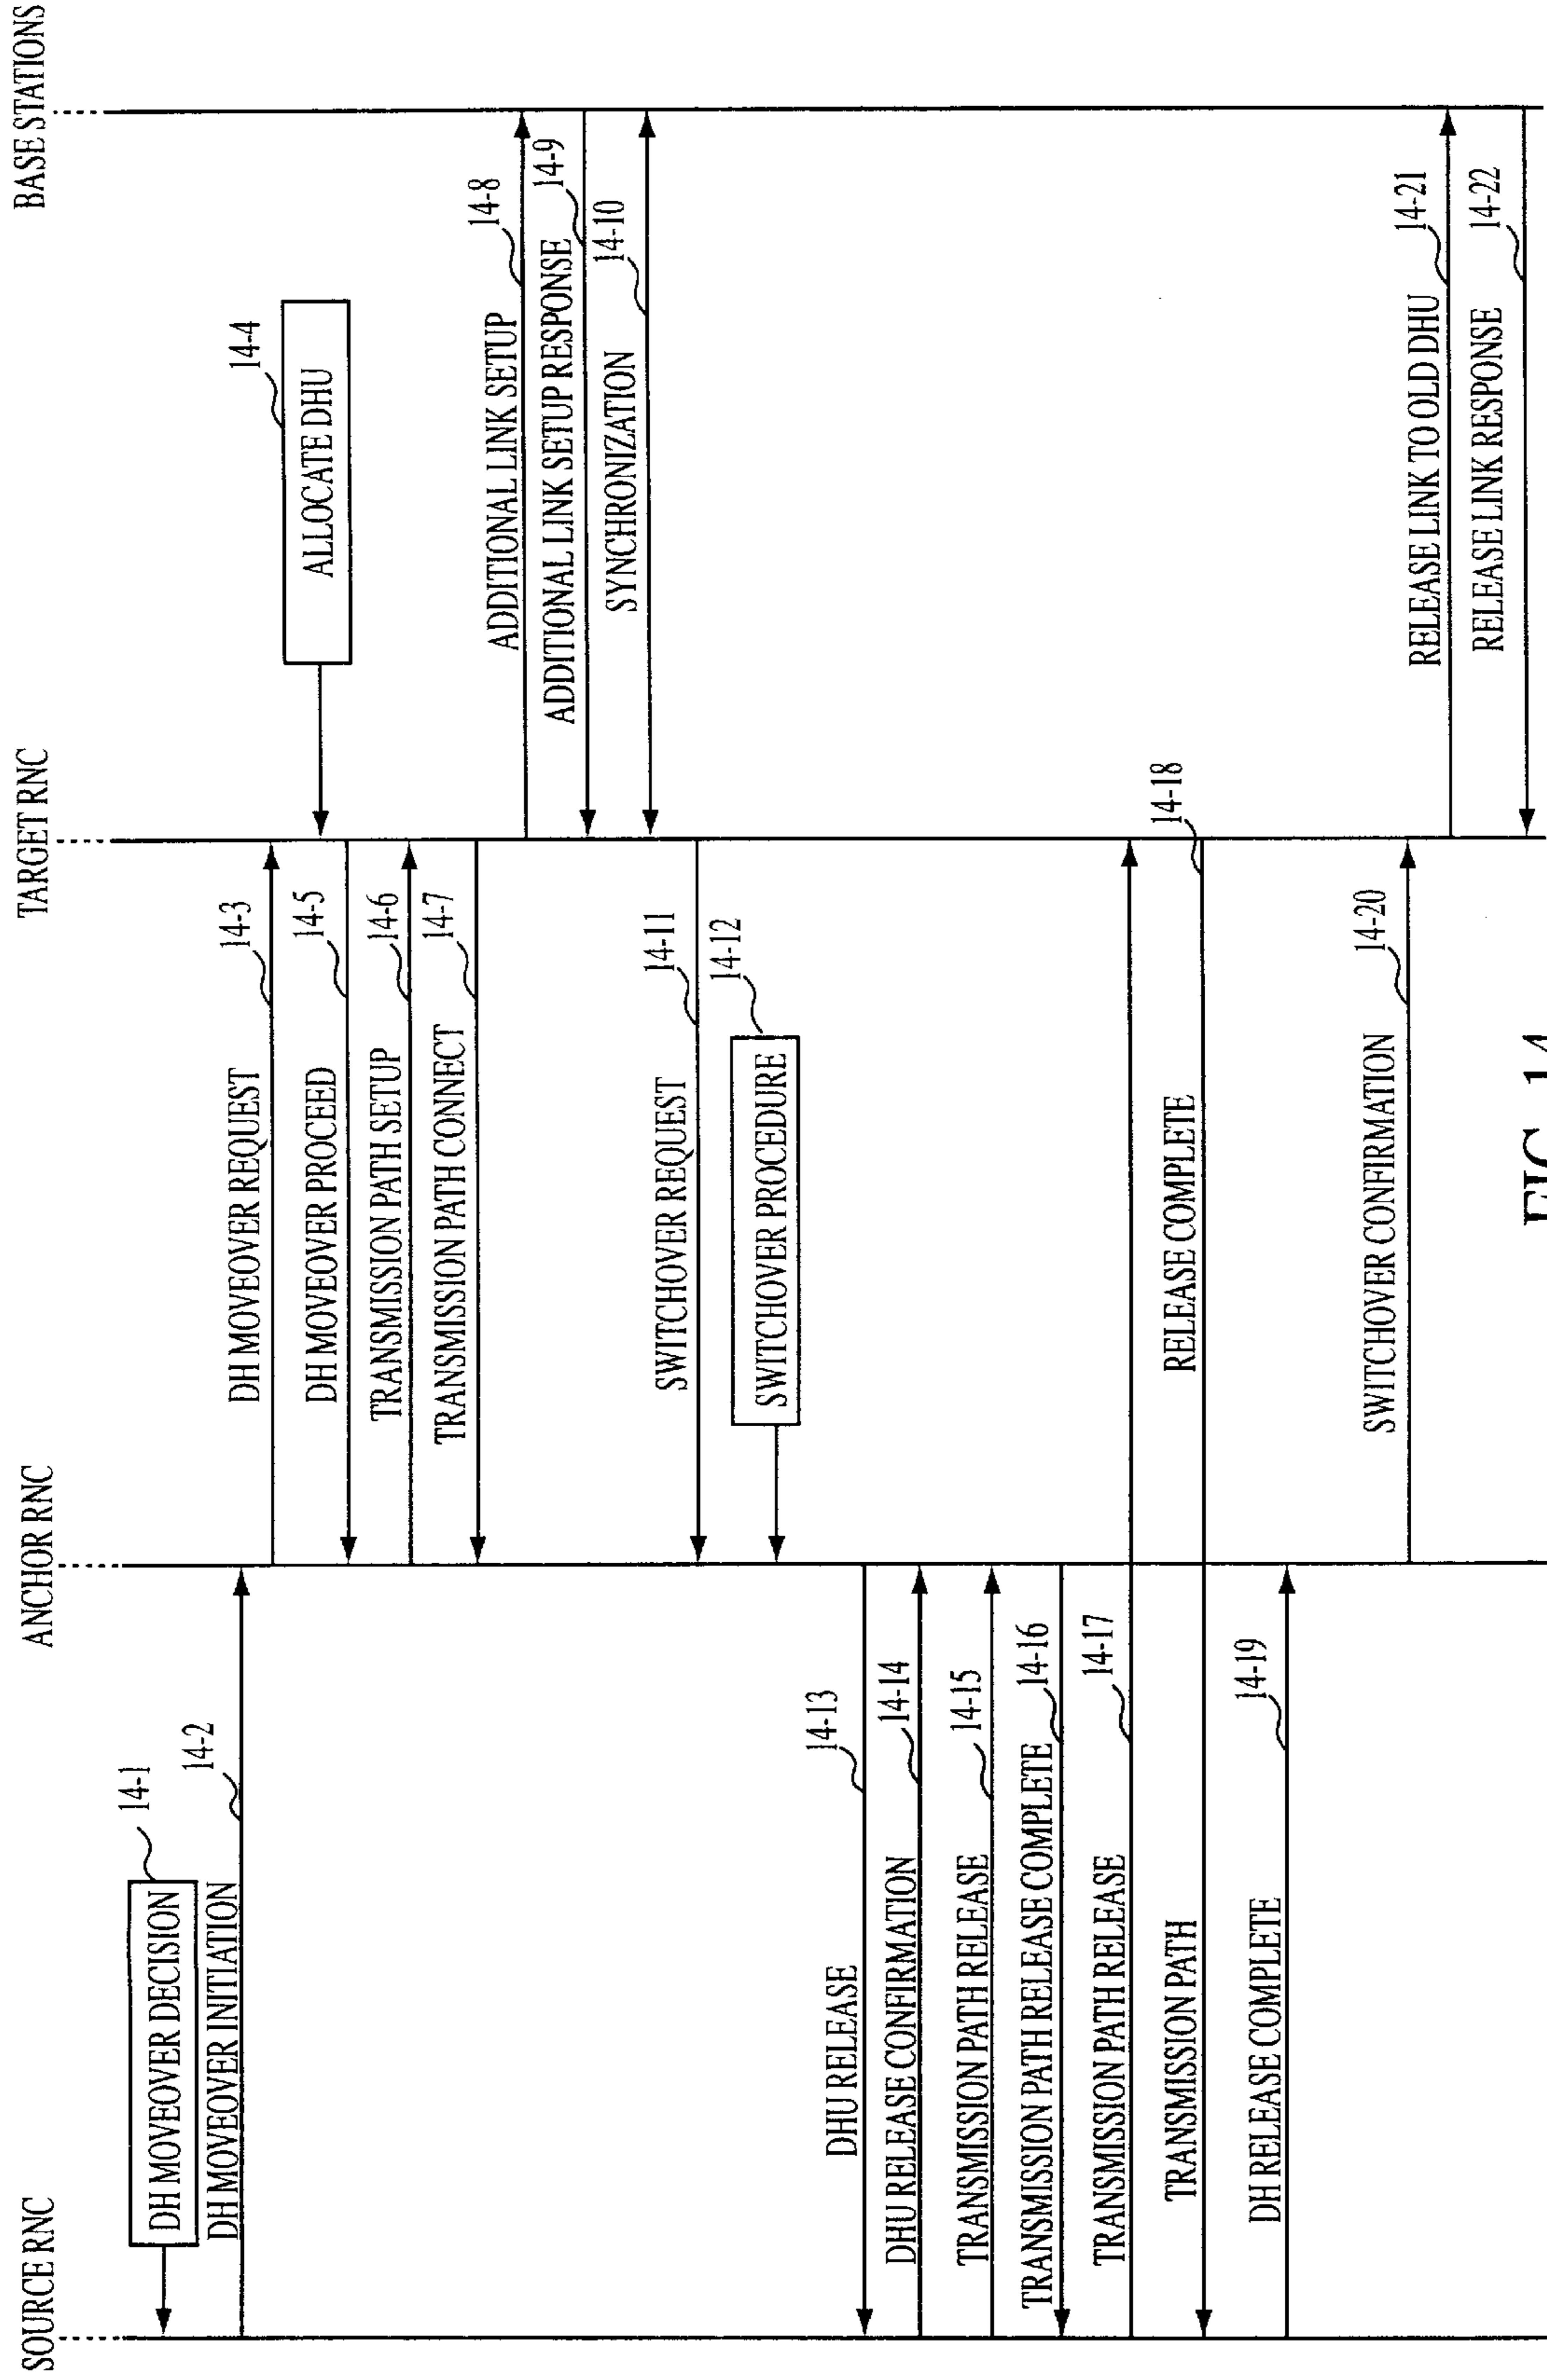 SOURCE RNC
ANCHOR RNC
TARGET RNC
BASE STATIONS
14-1
DH MOVEOVER DECISION
14-2
DH MOVEOVER INITIATION
14-3
DH MOVEOVER REQUEST
14-4
ALLOCATE DHU
14-5
DH MOVEOVER PROCEED
14-6
TRANSMISSION PATH SETUP
14-7
TRANSMISSION PATH CONNECT
14-8
ADDITIONAL LINK SETUP
14-9
ADDITIONAL LINK SETUP RESPONSE
14-10
SYNCHRONIZATION
14-11
SWITCHOVER REQUEST
14-12
SWITCHOVER PROCEDURE
14-13
DHU RELEASE
14-14
DHU RELEASE CONFIRMATION
14-15
TRANSMISSION PATH RELEASE
14-16
TRANSMISSION PATH RELEASE COMPLETE
14-17
TRANSMISSION PATH RELEASE
14-18
TRANSMISSION PATH RELEASE COMPLETE
14-19
DH RELEASE COMPLETE
14-20
SWITCHOVER CONFIRMATION
14-21
RELEASE LINK TO OLD DHU
14-22
RELEASE LINK RESPONSE
FIG. 14